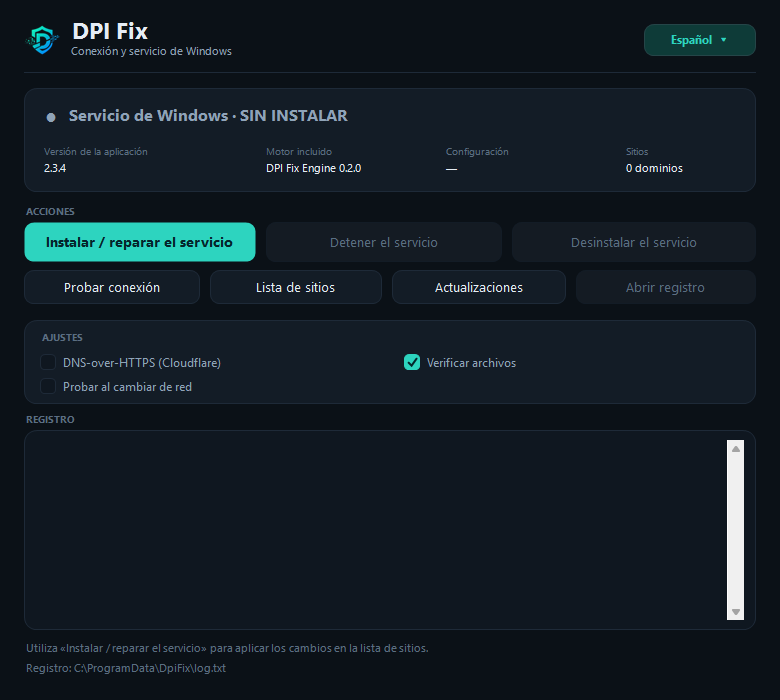 DPI Fix
Conexión y servicio de Windows
Español
Servicio de Windows · SIN INSTALAR
Versión de la aplicación
Motor incluido
Configuración
Sitios
2.3.4
DPI Fix Engine 0.2.0
—
0 dominios
ACCIONES
Instalar / reparar el servicio
Detener el servicio
Desinstalar el servicio
Probar conexión
Lista de sitios
Actualizaciones
Abrir registro
AJUSTES
DNS-over-HTTPS (Cloudflare)
Verificar archivos
Probar al cambiar de red
REGISTRO
Utiliza «Instalar / reparar el servicio» para aplicar los cambios en la lista de sitios.
Registro: C:\ProgramData\DpiFix\log.txt